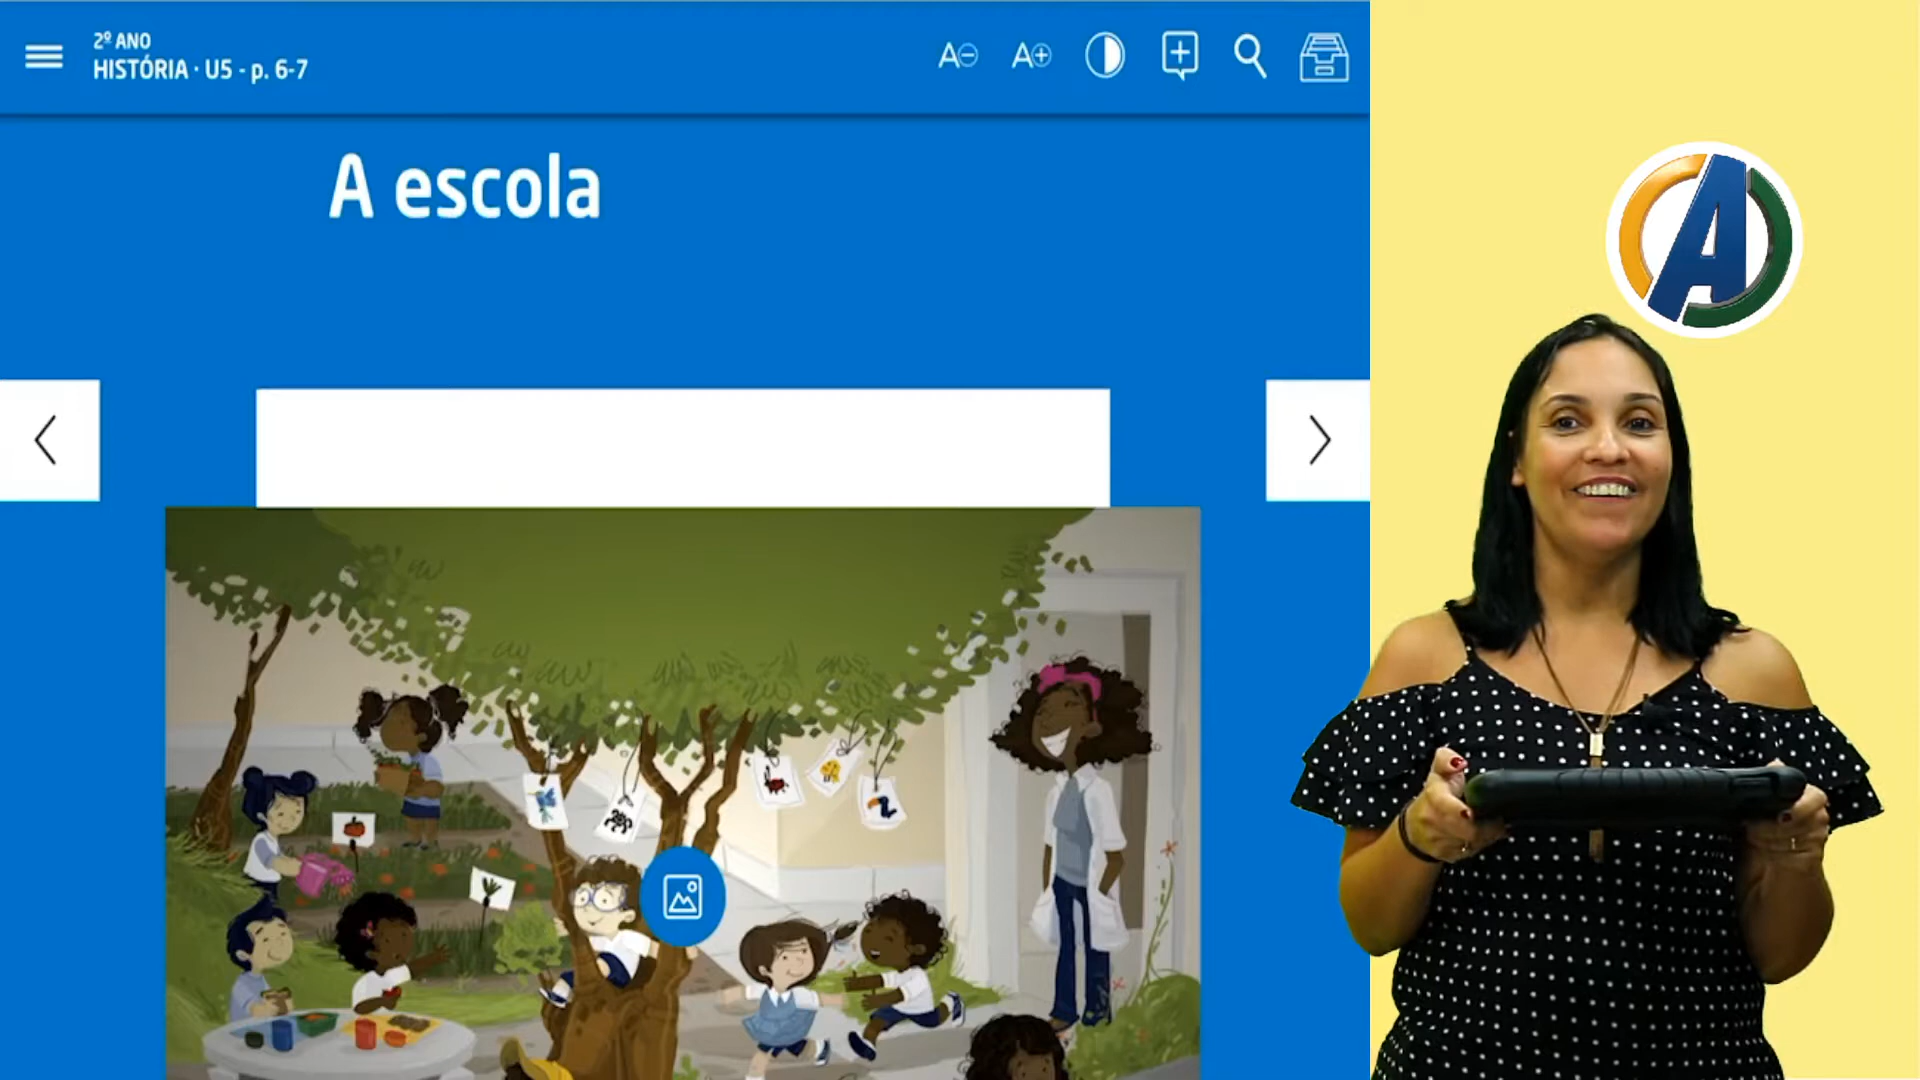 2º ANO
HISTÓRIA · U5 - p. 6-7
A- A+
A escola
A